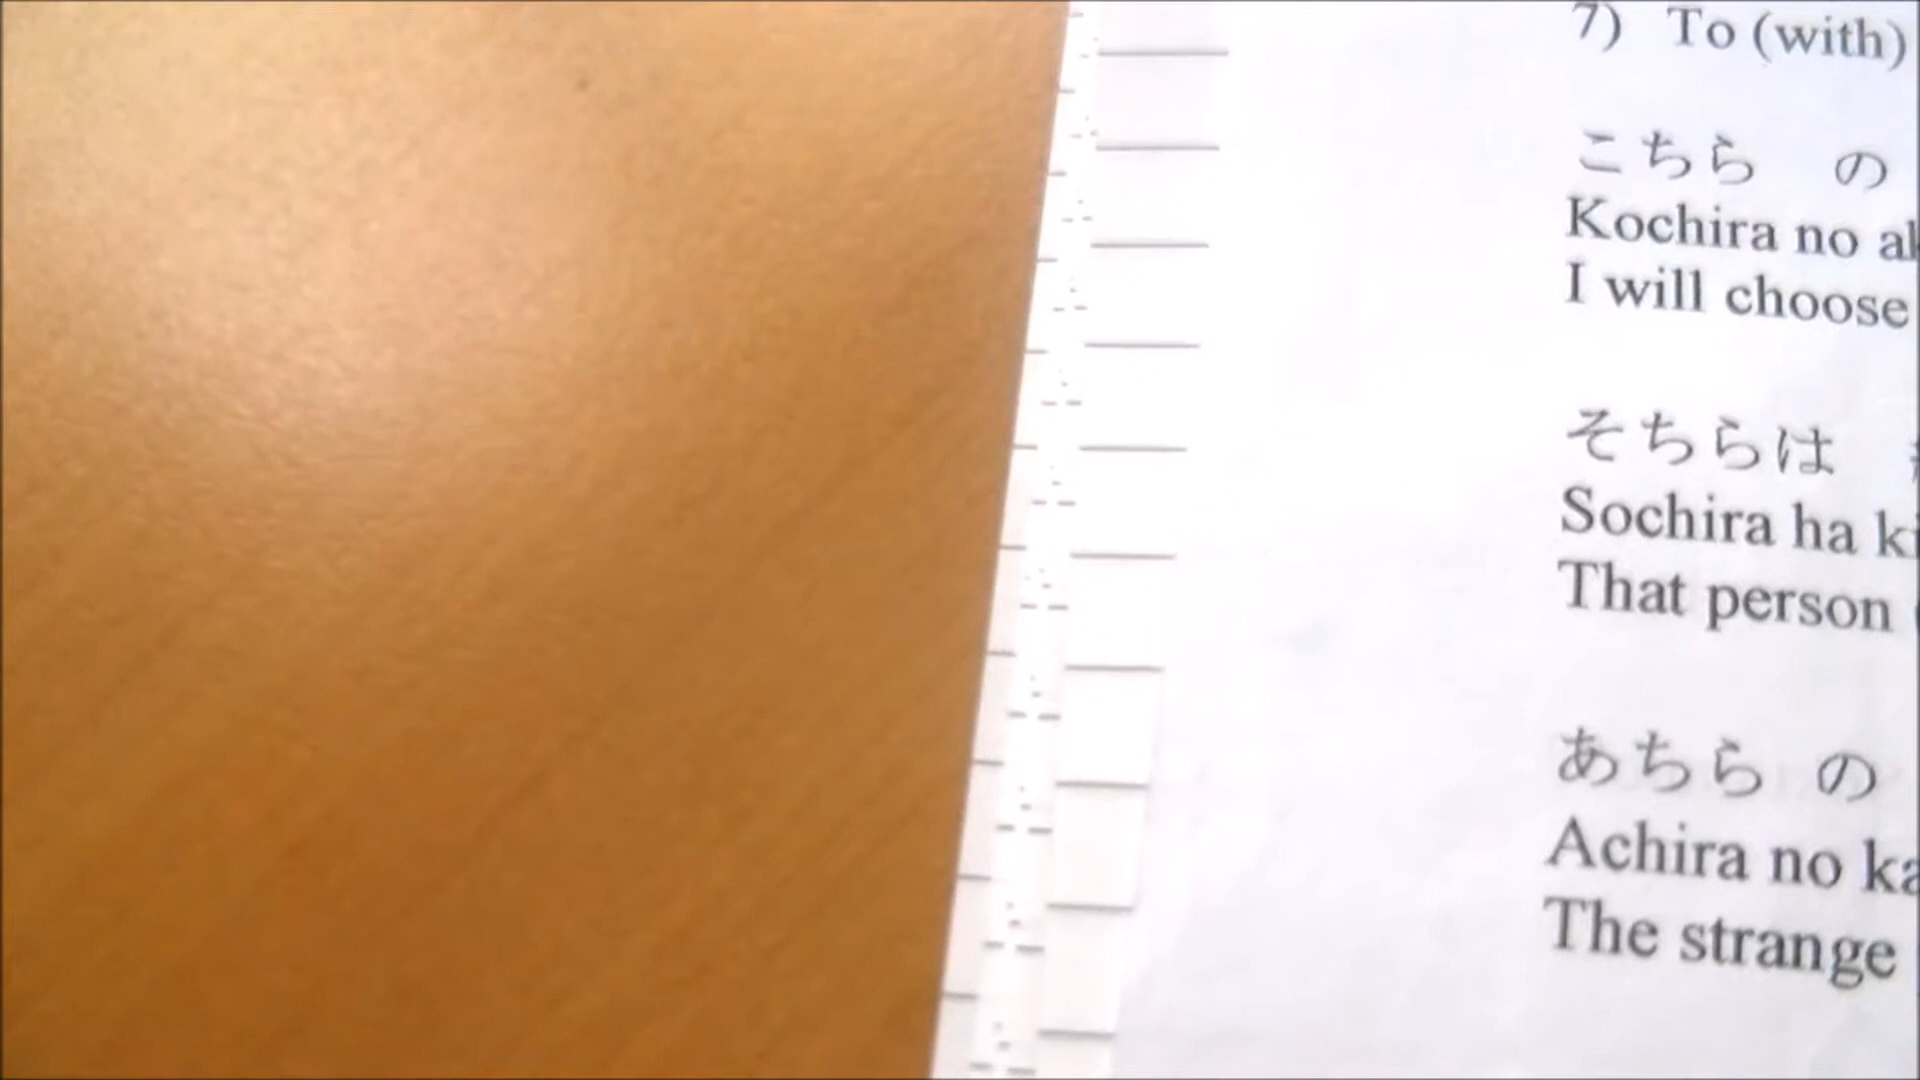 7) To (with)
こちら の
Kochira no
I will choose
そちらは
Sochira ha
That person
あちら の
Achira no
The strange